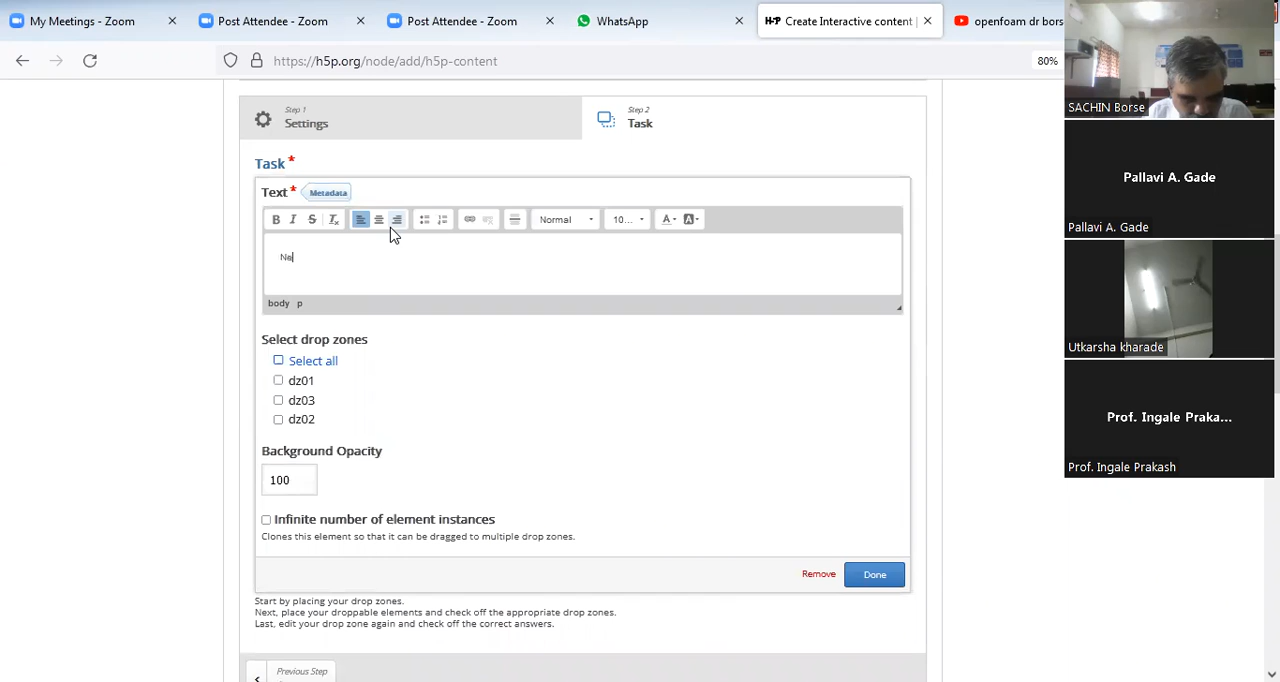 My Meetings - Zoom
Post Attendee - Zoom
Post Attendee - Zoom
WhatsApp
H-P Create Interactive content |
openfoam dr bors
https://h5p.org/node/add/h5p-content
80%
Step 1
Settings
Step 2
Task
Task *
Text * Metadata
B I S Tx Normal 10... A A
Ne
body p
Select drop zones
Select all
dz01
dz03
dz02
Background Opacity
100
Infinite number of element instances
Clones this element so that it can be dragged to multiple drop zones.
Remove Done
Start by placing your drop zones.
Next, place your droppable elements and check off the appropriate drop zones.
Last, edit your drop zone again and check off the correct answers.
Previous Step
SACHIN Borse
Pallavi A. Gade
Pallavi A. Gade
Utkarsha kharade
Prof. Ingale Praka...
Prof. Ingale Prakash